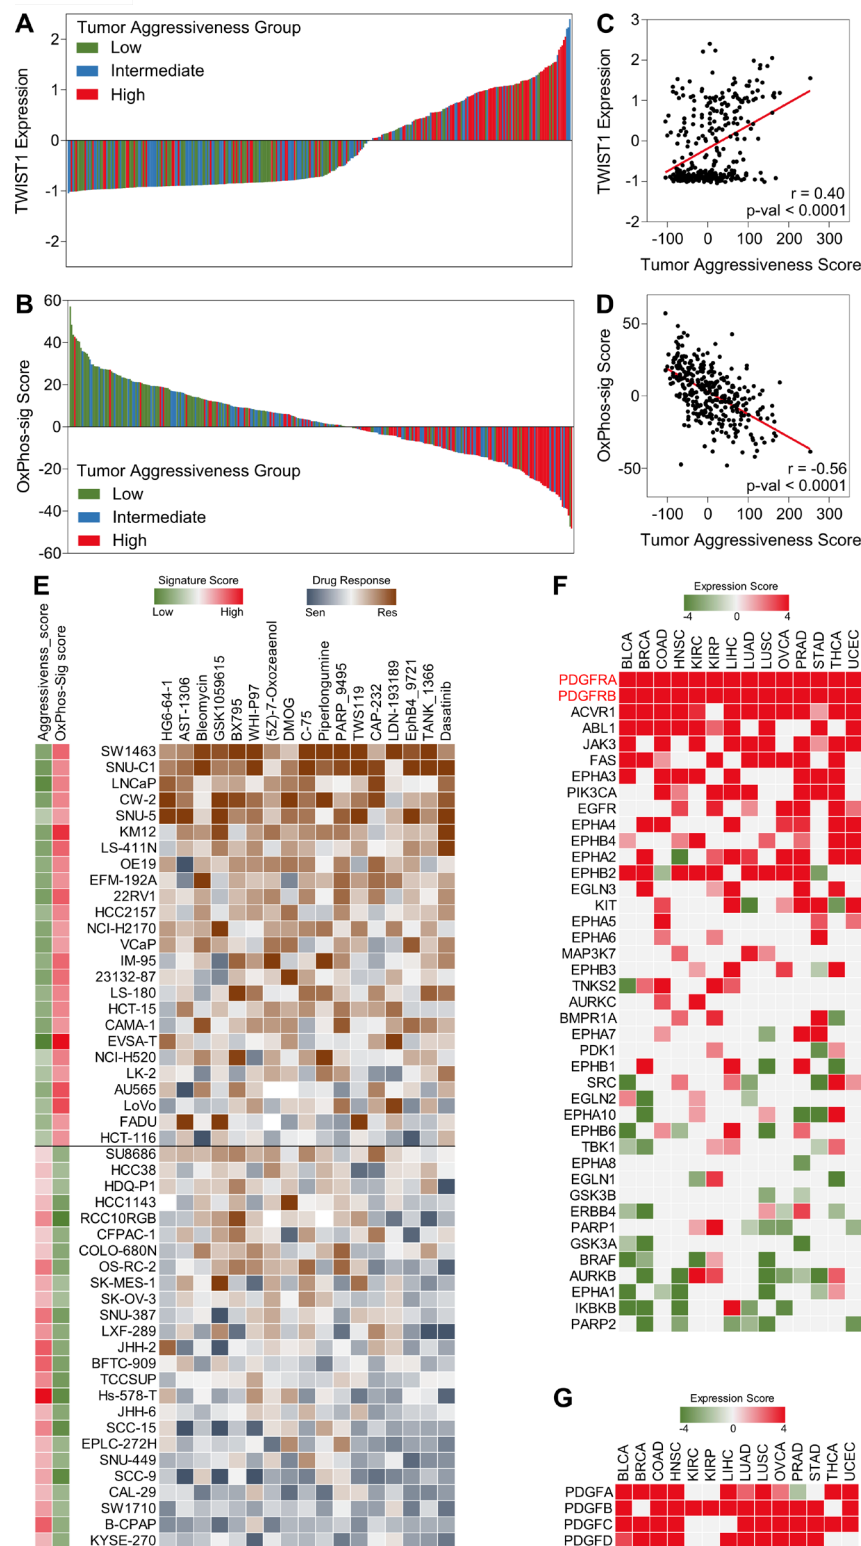 A
Tumor Aggressiveness Group
Low
Intermediate
High
TWIST1 Expression
2
1
0
-1
-2
C
TWIST1 Expression
3
2
1
0
-1
-2
r = 0.40
p-val < 0.0001
-100 0 100 200 300
Tumor Aggressiveness Score
B
OxPhos-sig Score
60
40
20
0
-20
-40
-60
Tumor Aggressiveness Group
Low
Intermediate
High
D
OxPhos-sig Score
50
0
-50
r = -0.56
p-val < 0.0001
-100 0 100 200 300
Tumor Aggressiveness Score
E
Signature Score
Low High
Drug Response
Sen Res
Aggressivenss_score
OxPhos-Sig score
HG6-64-1
AST-1306
Bleomycin
GSK1059615
BX795
WHI-P97
(5Z)-7-Oxozeaenol
DMOG
C-75
Piperlongumine
PARP_9495
TWS119
CAP-232
LDN-193189
EphB4_9721
TANK_1366
Dasatinib
SW1463
SNU-C1
LNCaP
CW-2
SNU-5
KM12
LS-411N
OE19
EFM-192A
22RV1
HCC2157
NCI-H2170
VCaP
IM-95
23132-87
LS-180
HCT-15
CAMA-1
EVSA-T
NCI-H520
LK-2
AU565
LoVo
FADU
HCT-116
SU8686
HCC38
HDQ-P1
HCC1143
RCC10RGB
CFPAC-1
COLO-680N
OS-RC-2
SK-MES-1
SK-OV-3
SNU-387
LXF-289
JHH-2
BFTC-909
TCCSUP
Hs-578-T
JHH-6
SCC-15
EPLC-272H
SNU-449
SCC-9
CAL-29
SW1710
B-CPAP
KYSE-270
F
Expression Score
-4 0 4
BLCA
BRCA
COAD
HNSC
KIRC
KIRP
LIHC
LUAD
LUSC
OVCA
PRAD
STAD
THCA
UCEC
PDGFRA
PDGFRB
ACVR1
ABL1
JAK3
FAS
EPHA3
PIK3CA
EGFR
EPHA4
EPHB4
EPHA2
EPHB2
EGLN3
KIT
EPHA5
EPHA6
MAP3K7
EPHB3
TNKS2
AURKC
BMPR1A
EPHA7
PDK1
EPHB1
SRC
EGLN2
EPHA10
EPHB6
TBK1
EPHA8
EGLN1
GSK3B
ERBB4
PARP1
GSK3A
BRAF
AURKB
EPHA1
IKBKB
PARP2
G
Expression Score
-4 0 4
BLCA
BRCA
COAD
HNSC
KIRC
KIRP
LIHC
LUAD
LUSC
OVCA
PRAD
STAD
THCA
UCEC
PDGFA
PDGFB
PDGFC
PDGFD